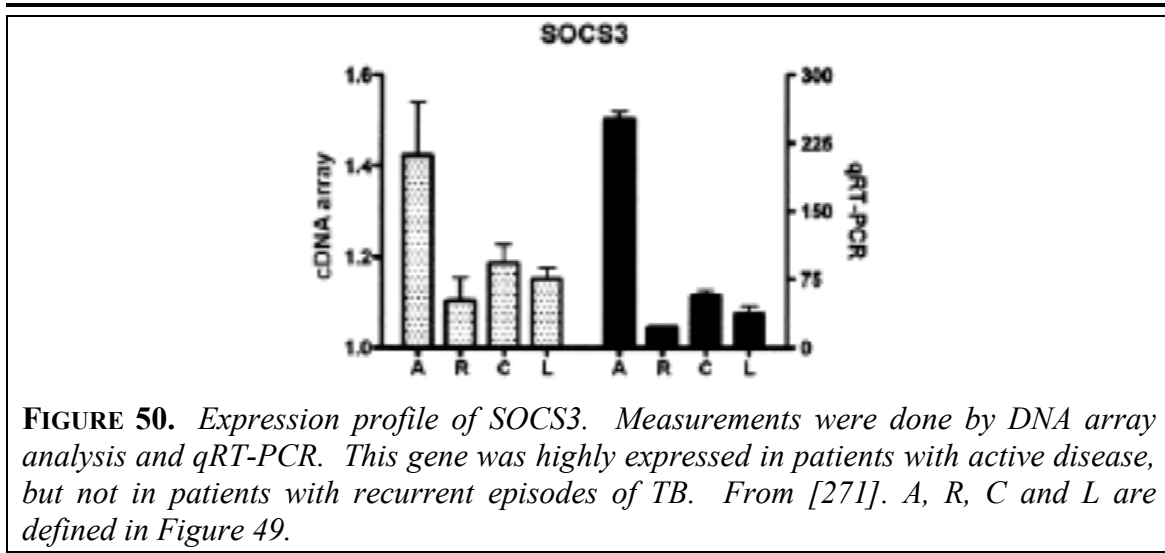 SOCS3
1.6
1.4
1.2
1.0
cDNA array
300
225
150
75
0
qRT-PCR
A R C L A R C L
FIGURE 50. Expression profile of SOCS3. Measurements were done by DNA array
analysis and qRT-PCR. This gene was highly expressed in patients with active disease,
but not in patients with recurrent episodes of TB. From [271]. A, R, C and L are
defined in Figure 49.